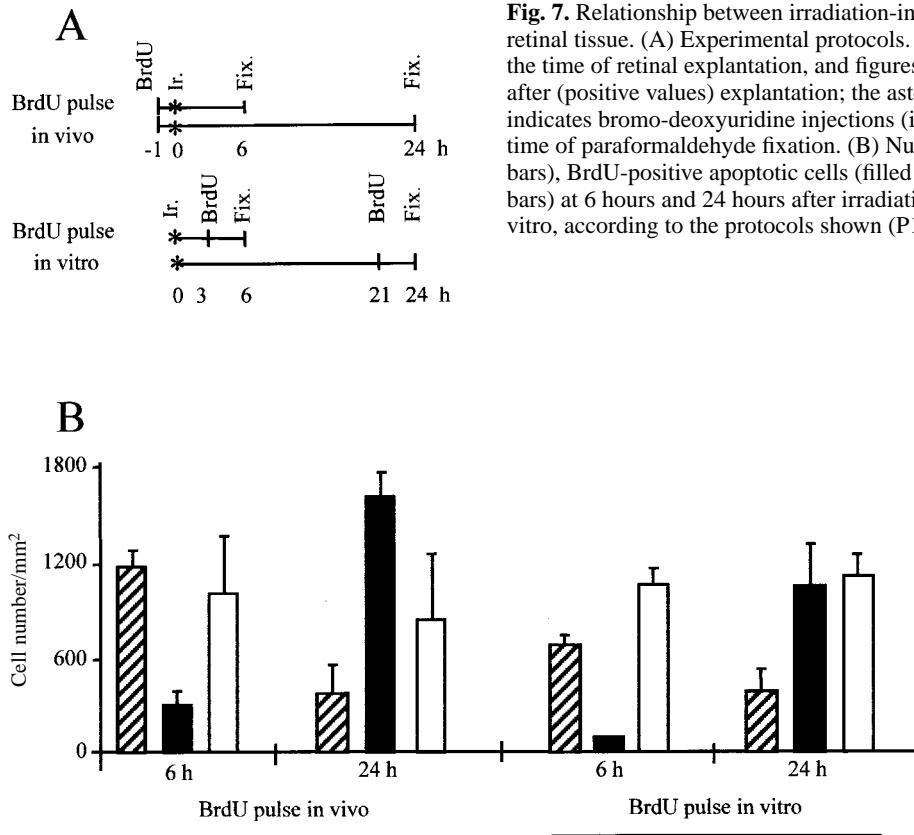 A
BrdU
Ir.
Fix.
Fix.
BrdU pulse
in vivo
-1 0 6 24 h
Ir.
BrdU
Fix.
BrdU
Fix.
BrdU pulse
in vitro
0 3 6 21 24 h
Fig. 7. Relationship between irradiation-in
retinal tissue. (A) Experimental protocols.
the time of retinal explantation, and figures
after (positive values) explantation; the ast
indicates bromo-deoxyuridine injections (i
time of paraformaldehyde fixation. (B) Nu
bars), BrdU-positive apoptotic cells (filled
bars) at 6 hours and 24 hours after irradiati
vitro, according to the protocols shown (P1
B
Cell number/mm²
1800
1200
600
0
6 h 24 h 6 h 24 h
BrdU pulse in vivo BrdU pulse in vitro